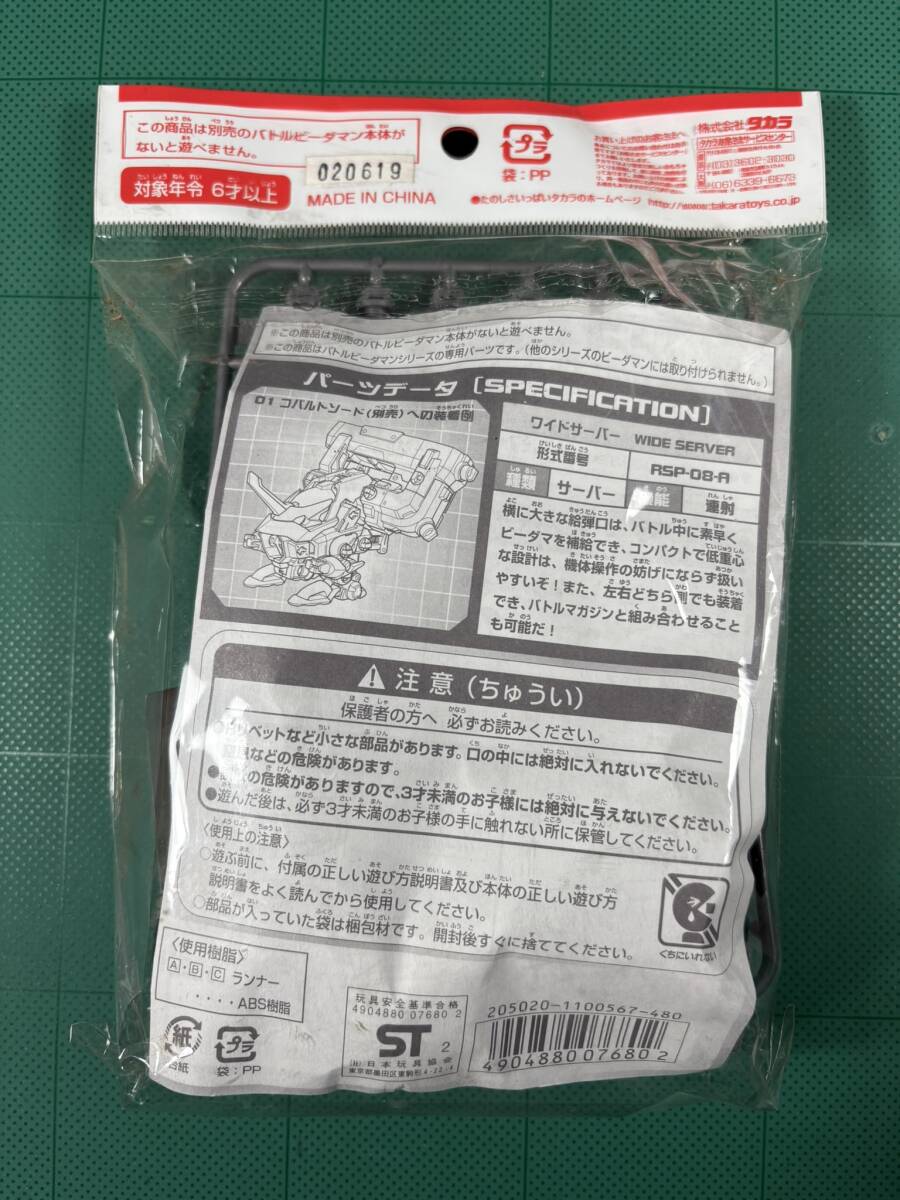 この商品は別売のバトルビーダマン本体が
ないと遊べません。
対象年令 6才以上
020619
MADE IN CHINA
プラ
袋：PP
株式会社タカラ
●たのしさいっぱいタカラのホームページ http://www.takaratoys.co.jp
※この商品は別売のバトルビーダマン本体がないと遊べません。
※この商品はバトルビーダマンシリーズの専用パーツです。(他のシリーズのビーダマンには取り付けられません。)
パーツデータ [SPECIFICATION]
01 コバルトソード(別売)への装着例
ワイドサーバー WIDE SERVER
形式番号 RSP-08-A
種類 サーバー 機能 連射
横に大きな給弾口は、バトル中に素早く
ビーダマを補給でき、コンパクトで低重心
な設計は、機体操作の妨げにならず扱い
やすいぞ！また、左右どちら側でも装着
でき、バトルマガジンと組み合わせること
も可能だ！
注意(ちゅうい)
保護者の方へ 必ずお読みください。
リベットなど小さな部品があります。口の中には絶対に入れないでください。
などの危険があります。
の危険がありますので、3才未満のお子様には絶対に与えないでください。
●遊んだ後は、必ず3才未満のお子様の手に触れない所に保管してください。
〈使用上の注意〉
○遊ぶ前に、付属の正しい遊び方説明書及び本体の正しい遊び方
説明書をよく読んでから使用してください。
○部品が入っていた袋は梱包材です。開封後すぐに捨ててください。
くちにいれない
〈使用樹脂〉
A・B・C ランナー
・・・・ABS樹脂
紙
台紙
プラ
袋：PP
玩具安全基準合格
4904880 07680 2
ST 2
(社)日本玩具協会
205020-1100567-480
4904880 07680 2